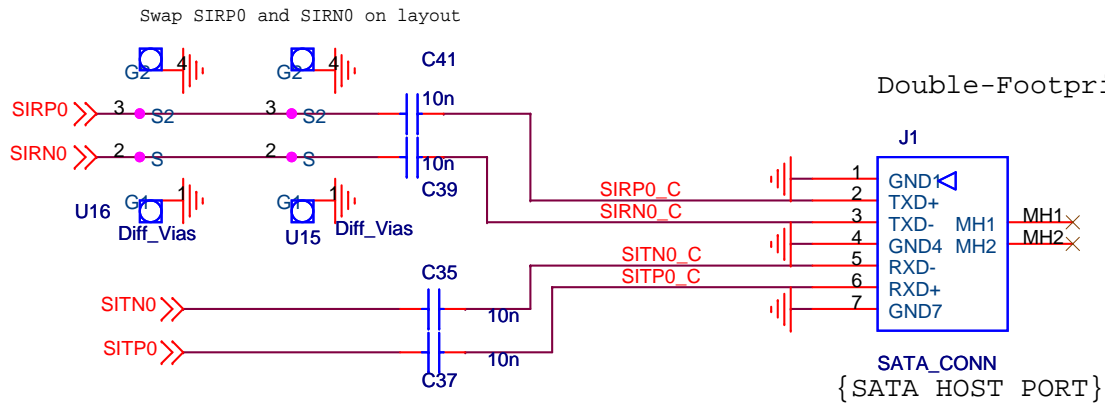 Swap SIRP0 and SIRN0 on layout
G2 4
G2 4
C41
Double-Footpri
SIRP0 3 S2 3 S2 10n
J1
SIRN0 2 S 2 S 10n
C39
1 GND1
SIRP0_C 2 TXD+
SIRN0_C 3 TXD- MH1 MH1
4 GND4 MH2 MH2
SITN0_C 5 RXD-
SITP0_C 6 RXD+
7 GND7
G1 1
G1 1
U16
Diff_Vias
U15
Diff_Vias
C35
SITN0 10n
SITP0 10n
C37
SATA_CONN
{SATA HOST PORT}